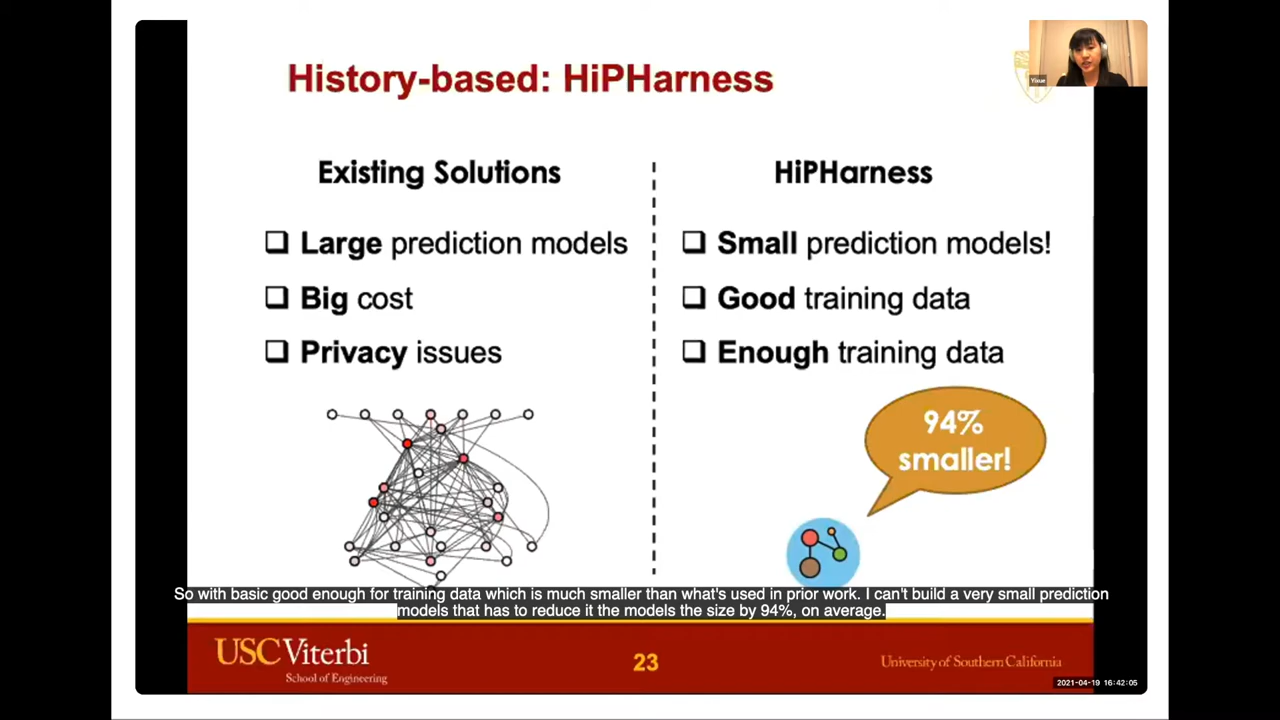 History-based: HiPHarness
Yixue
Existing Solutions
Large prediction models
Big cost
Privacy issues
HiPHarness
Small prediction models!
Good training data
Enough training data
94%
smaller!
So with basic good enough for training data which is much smaller than what's used in prior work. I can't build a very small prediction
models that has to reduce it the models the size by 94%, on average.
USC Viterbi
School of Engineering
23
University of Southern California
2021-04-19 16:42:05